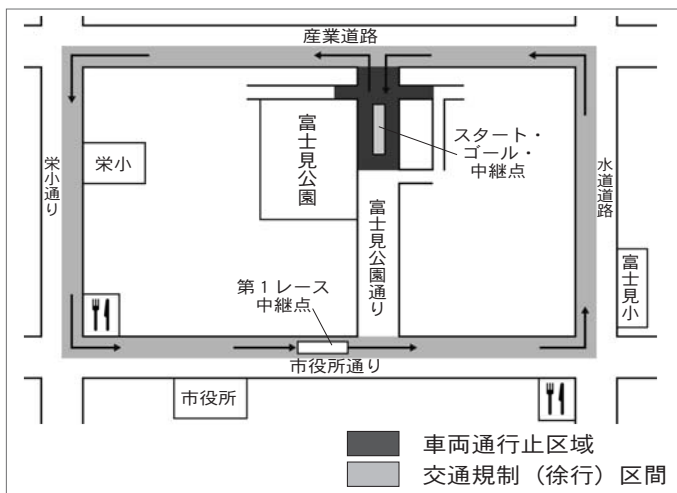 産業道路
富士見公園
スタート・
ゴール・
中継点
栄小通り
栄小
水道道路
富士見公園通り
富士見小
第1レース
中継点
市役所通り
市役所
車両通行止区域
交通規制（徐行）区間